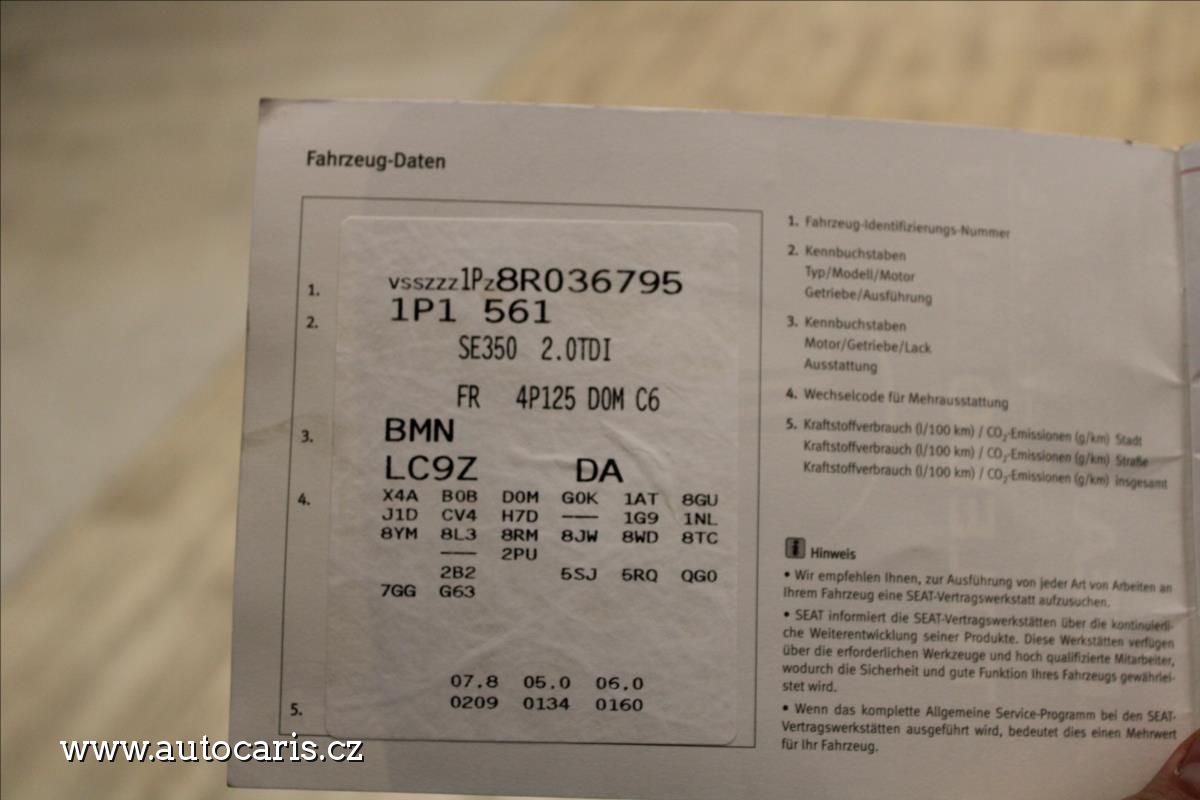 Fahrzeug-Daten
1. vsszzz1Pz8R036795
2. 1P1 561
SE350 2.0TDI
FR 4P125 DOM C6
3. BMN
LC9Z DA
4. X4A B0B D0M G0K 1AT 8GU
J1D CV4 H7D —— 1G9 1NL
8YM 8L3 8RM 8JW 8WD 8TC
—— 2PU
2B2 5SJ 5RQ QG0
7GG G63
07.8 05.0 06.0
0209 0134 0160
5.
1. Fahrzeug-Identifizierungs-Nummer
2. Kennbuchstaben
Typ/Modell/Motor
Getriebe/Ausführung
3. Kennbuchstaben
Motor/Getriebe/Lack
Ausstattung
4. Wechselcode für Mehrausstattung
5. Kraftstoffverbrauch (l/100 km) / CO₂-Emissionen (g/km) Stadt
Kraftstoffverbrauch (l/100 km) / CO₂-Emissionen (g/km) Straße
Kraftstoffverbrauch (l/100 km) / CO₂-Emissionen (g/km) insgesamt
i Hinweis
• Wir empfehlen Ihnen, zur Ausführung von jeder Art von Arbeiten an
Ihrem Fahrzeug eine SEAT-Vertragswerkstatt aufzusuchen.
• SEAT informiert die SEAT-Vertragswerkstätten über die kontinuierli-
che Weiterentwicklung seiner Produkte. Diese Werkstätten verfügen
über die erforderlichen Werkzeuge und hoch qualifizierte Mitarbeiter,
wodurch die Sicherheit und gute Funktion Ihres Fahrzeugs gewährlei-
stet wird.
• Wenn das komplette Allgemeine Service-Programm bei den SEAT-
Vertragswerkstätten ausgeführt wird, bedeutet dies einen Mehrwert
für Ihr Fahrzeug.
www.autocaris.cz